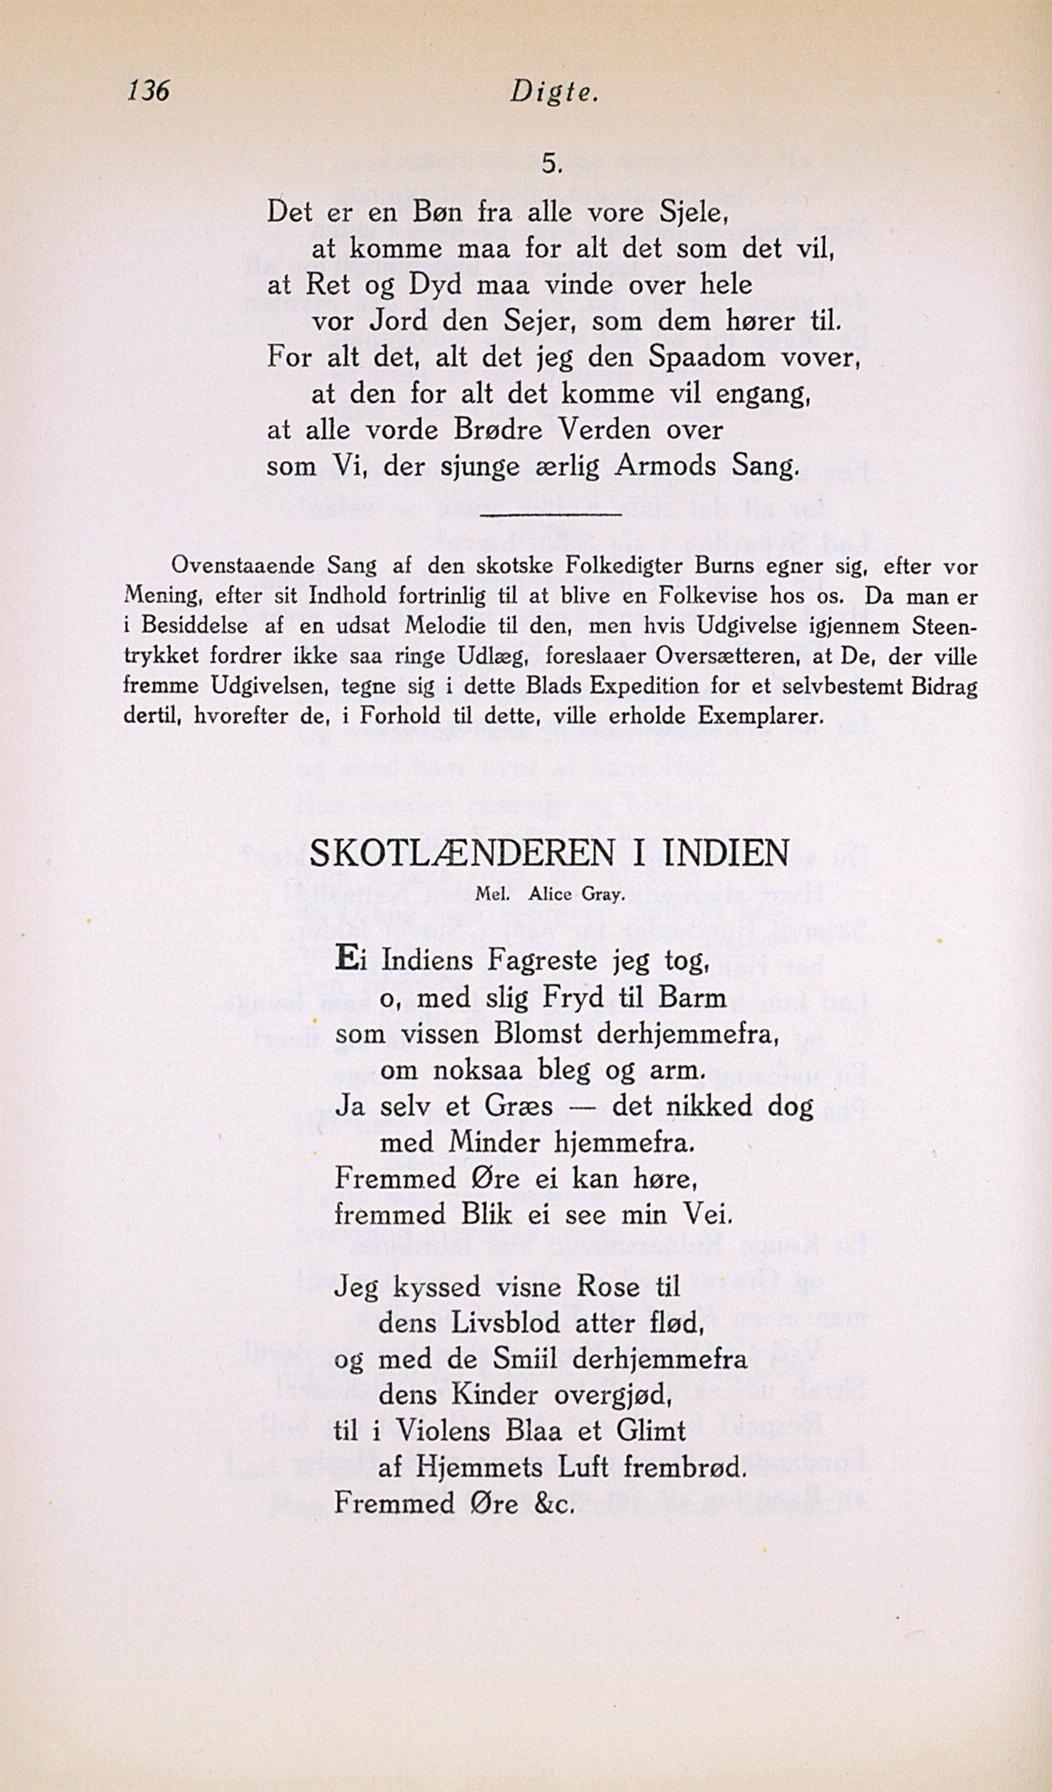 136
Digte.
5.
Det er en Bøn fra alle vore Sjele,
at komme maa for alt det som det vil,
at Ret og Dyd maa vinde over hele
vor Jord den Sejer, som dem hører til.
For alt det, alt det jeg den Spaadom vover,
at den for alt det komme vil engang,
at alle vorde Brødre Verden over
som Vi, der sjunge ærlig Armods Sang.
Ovenstaaende Sang af den skotske Folkedigter Burns egner sig, efter vor
Mening, efter sit Indhold fortrinlig til at blive en Folkevise hos os. Da man er
i Besiddelse af en udsat Melodie til den, men hvis Udgivelse igjennem Steen-
trykket fordrer ikke saa ringe Udlæg, foreslaaer Oversætteren, at De, der ville
fremme Udgivelsen, tegne sig i dette Blads Expedition for et selvbestemt Bidrag
dertil, hvorefter de, i Forhold til dette, ville erholde Exemplarer.
SKOTLÆNDEREN I INDIEN
Mel. Alice Gray.
Ei Indiens Fagreste jeg tog,
o, med slig Fryd til Barm
som vissen Blomst derhjemmefra,
om noksaa bleg og arm.
Ja selv et Græs — det nikked dog
med Minder hjemmefra.
Fremmed Øre ei kan høre,
fremmed Blik ei see min Vei.
Jeg kyssed visne Rose til
dens Livsblod atter flød,
og med de Smiil derhjemmefra
dens Kinder overgjød,
til i Violens Blaa et Glimt
af Hjemmets Luft frembrød.
Fremmed Øre &c.